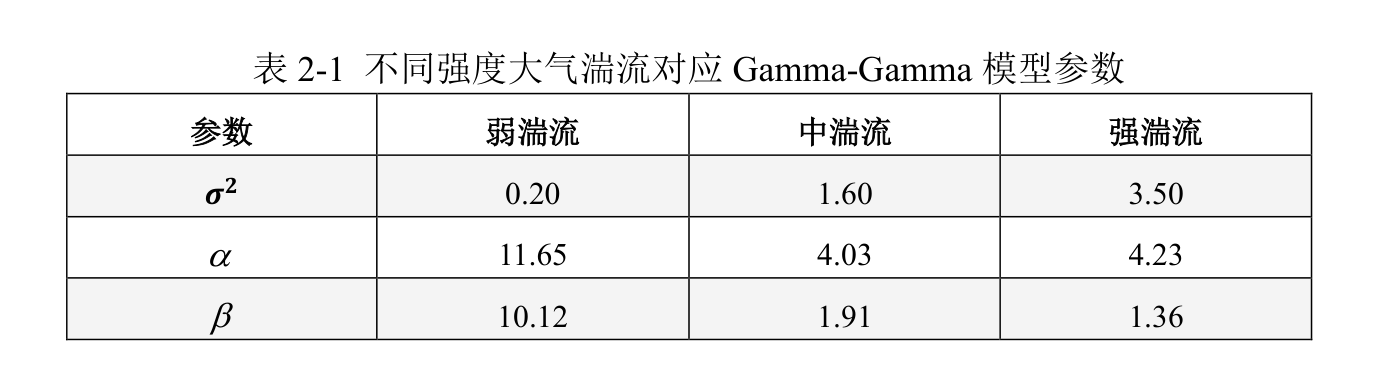 表 2-1 不同强度大气湍流对应 Gamma-Gamma 模型参数
参数 弱湍流 中湍流 强湍流
σ² 0.20 1.60 3.50
α 11.65 4.03 4.23
β 10.12 1.91 1.36